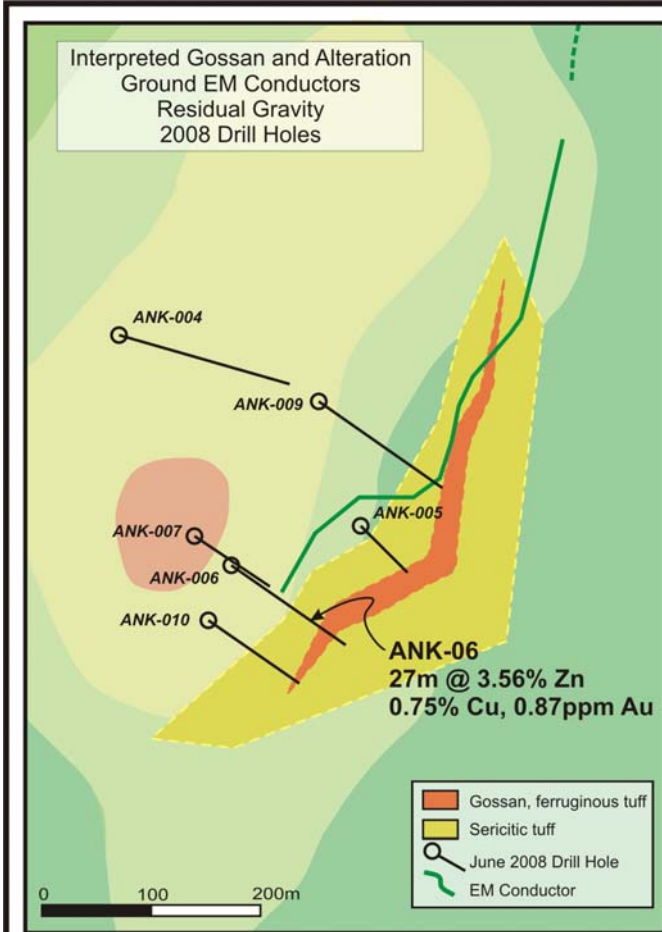 Interpreted Gossan and Alteration
Ground EM Conductors
Residual Gravity
2008 Drill Holes
ANK-004
ANK-009
ANK-005
ANK-007
ANK-006
ANK-010
ANK-06
27m @ 3.56% Zn
0.75% Cu, 0.87ppm Au
Gossan, ferruginous tuff
Sericitic tuff
June 2008 Drill Hole
EM Conductor
0 100 200m